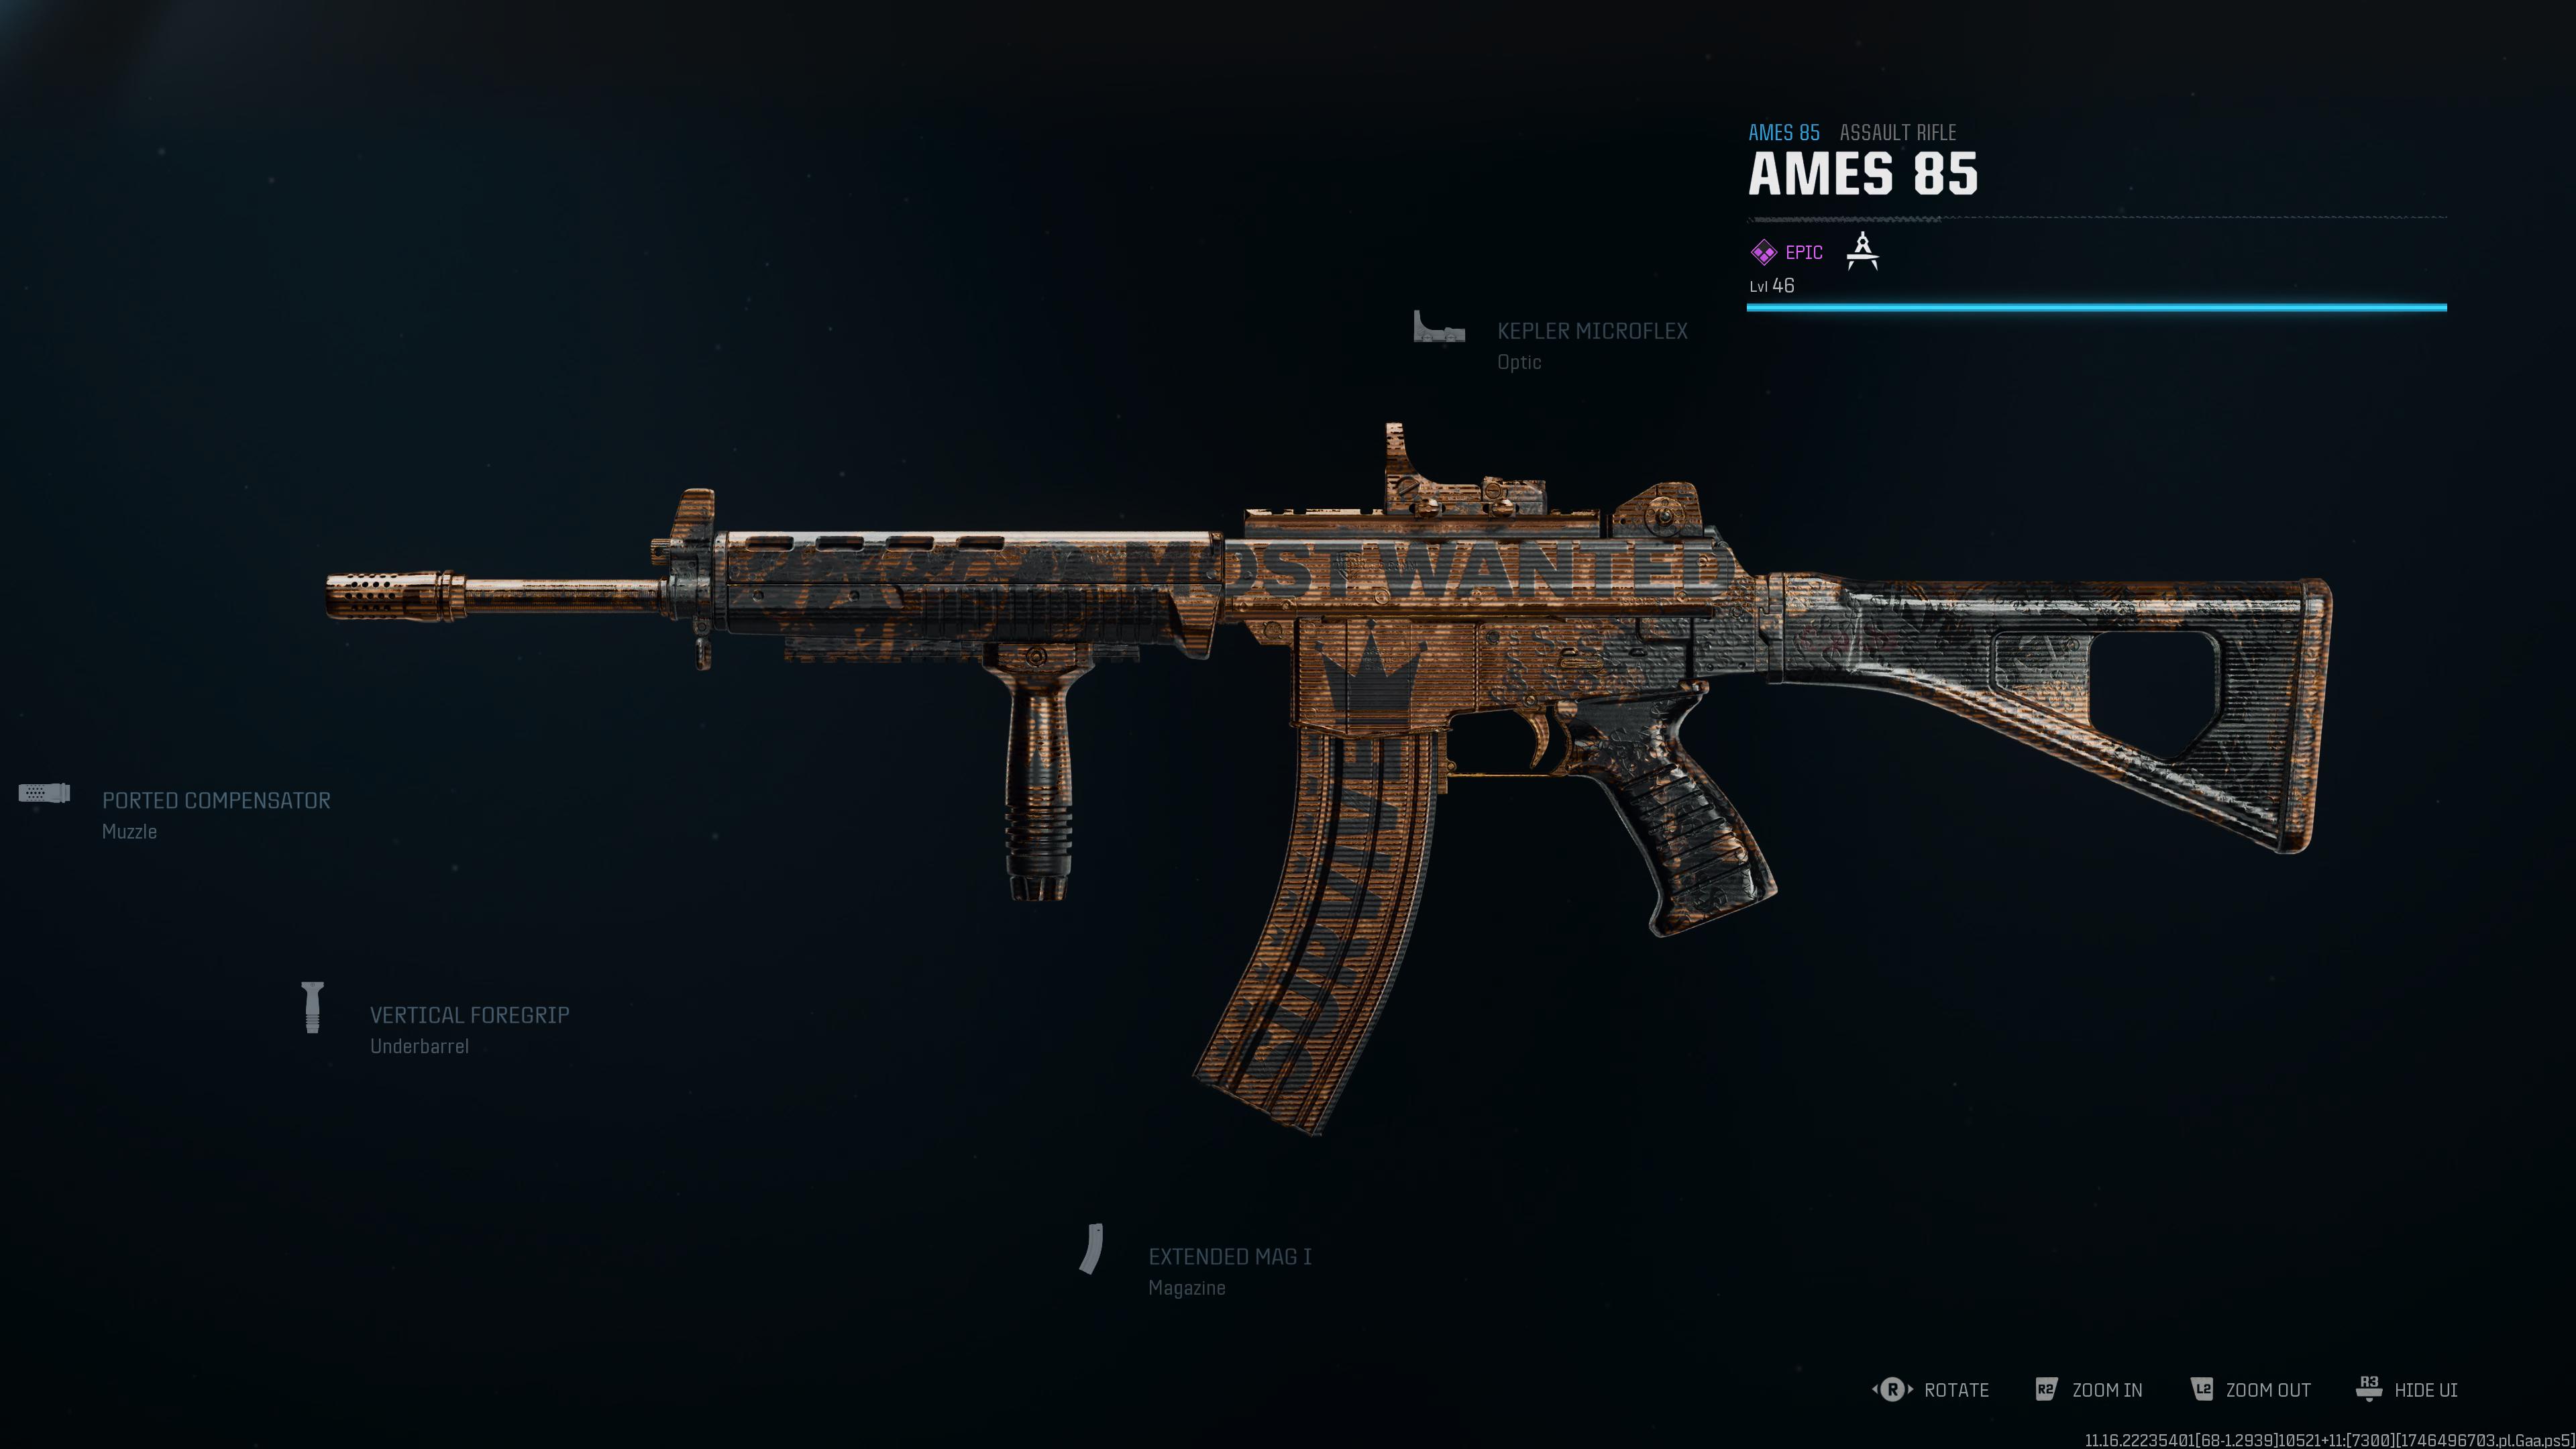 AMES 85 ASSAULT RIFLE
AMES 85
EPIC
Lvl 46
KEPLER MICROFLEX
Optic
MOST WANTED
PORTED COMPENSATOR
Muzzle
VERTICAL FOREGRIP
Underbarrel
EXTENDED MAG I
Magazine
R ROTATE R2 ZOOM IN L2 ZOOM OUT R3 HIDE UI
11.16.22235401[68-1.2939]10521+11:[7300][1746496703.pl.Gaa.ps5]